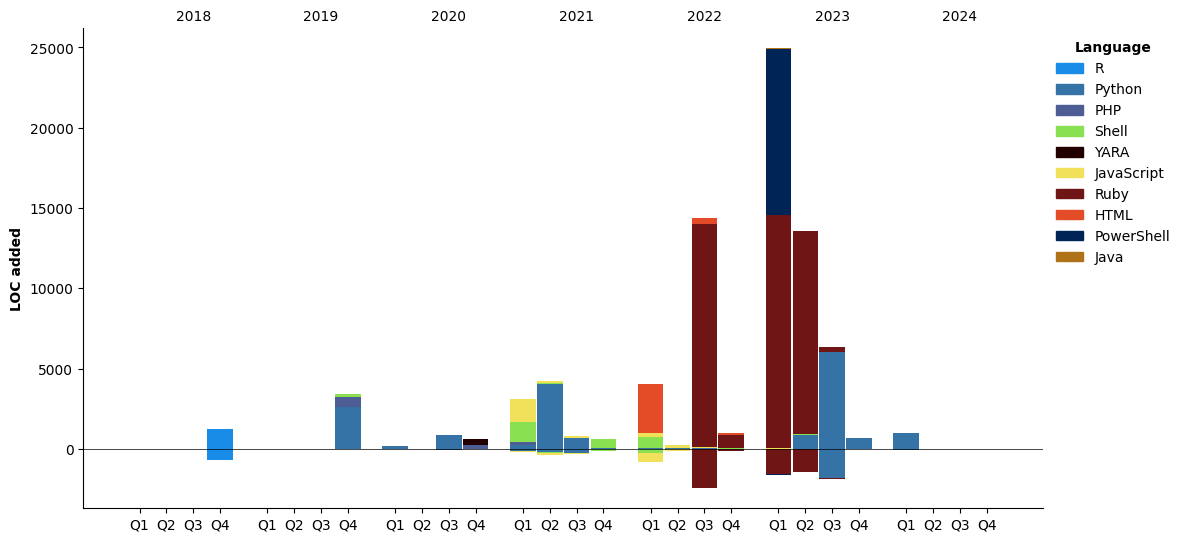 2018 2019 2020 2021 2022 2023 2024
LOC added
25000
20000
15000
10000
5000
0
Q1 Q2 Q3 Q4 Q1 Q2 Q3 Q4 Q1 Q2 Q3 Q4 Q1 Q2 Q3 Q4 Q1 Q2 Q3 Q4 Q1 Q2 Q3 Q4 Q1 Q2 Q3 Q4
Language
R
Python
PHP
Shell
YARA
JavaScript
Ruby
HTML
PowerShell
Java